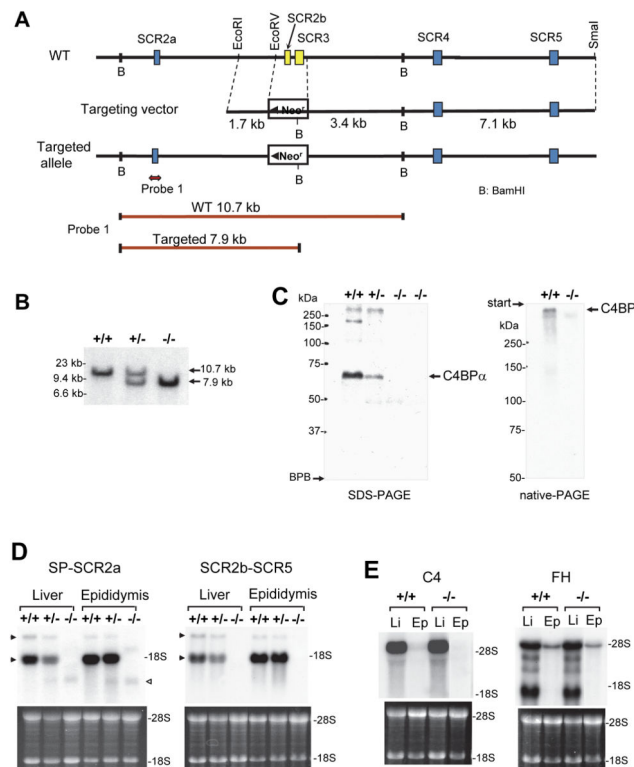 A
SCR2a
EcoRI
EcoRV
SCR2b
SCR3
SCR4
SCR5
SmaI
WT
B
B
Targeting vector
1.7 kb
Neoʳ
B
3.4 kb
B
7.1 kb
Targeted allele
B
Neoʳ
B
B
Probe 1
B: BamHI
WT 10.7 kb
Probe 1
Targeted 7.9 kb
B
+/+ +/- -/-
23 kb-
9.4 kb-
6.6 kb-
10.7 kb
7.9 kb
C
kDa
+/+ +/- -/- -/-
250-
150-
100-
75-
50-
37-
BPB
C4BPα
SDS-PAGE
+/+ -/-
start
C4BP
kDa
250-
150-
100-
75-
50-
native-PAGE
D
SP-SCR2a
Liver Epididymis
+/+ +/- -/- +/+ +/- -/-
-18S
-28S
-18S
SCR2b-SCR5
Liver Epididymis
+/+ +/- -/- +/+ +/- -/-
-18S
-28S
-18S
E
C4
+/+ -/-
Li Ep Li Ep
-28S
-18S
-28S
-18S
FH
+/+ -/-
Li Ep Li Ep
-28S
-18S
-28S
-18S